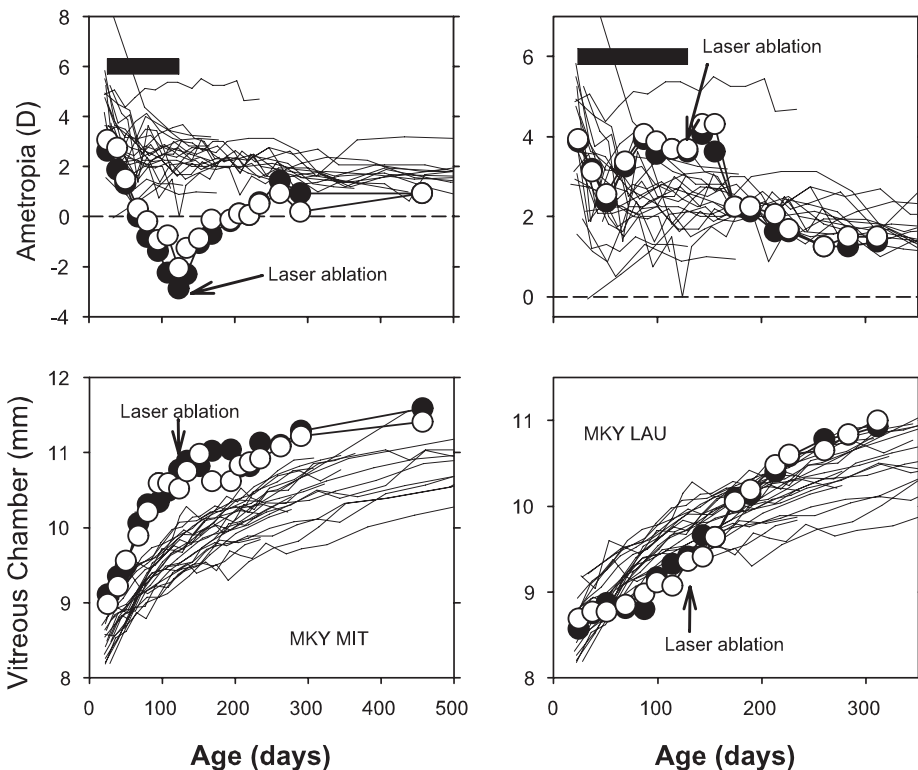 Ametropia (D)
8
6
4
2
0
-2
-4
Laser ablation
6
4
2
0
Laser ablation
Vitreous Chamber (mm)
12
11
10
9
8
Laser ablation
MKY MIT
0 100 200 300 400 500
Age (days)
11
10
9
8
MKY LAU
Laser ablation
0 100 200 300
Age (days)